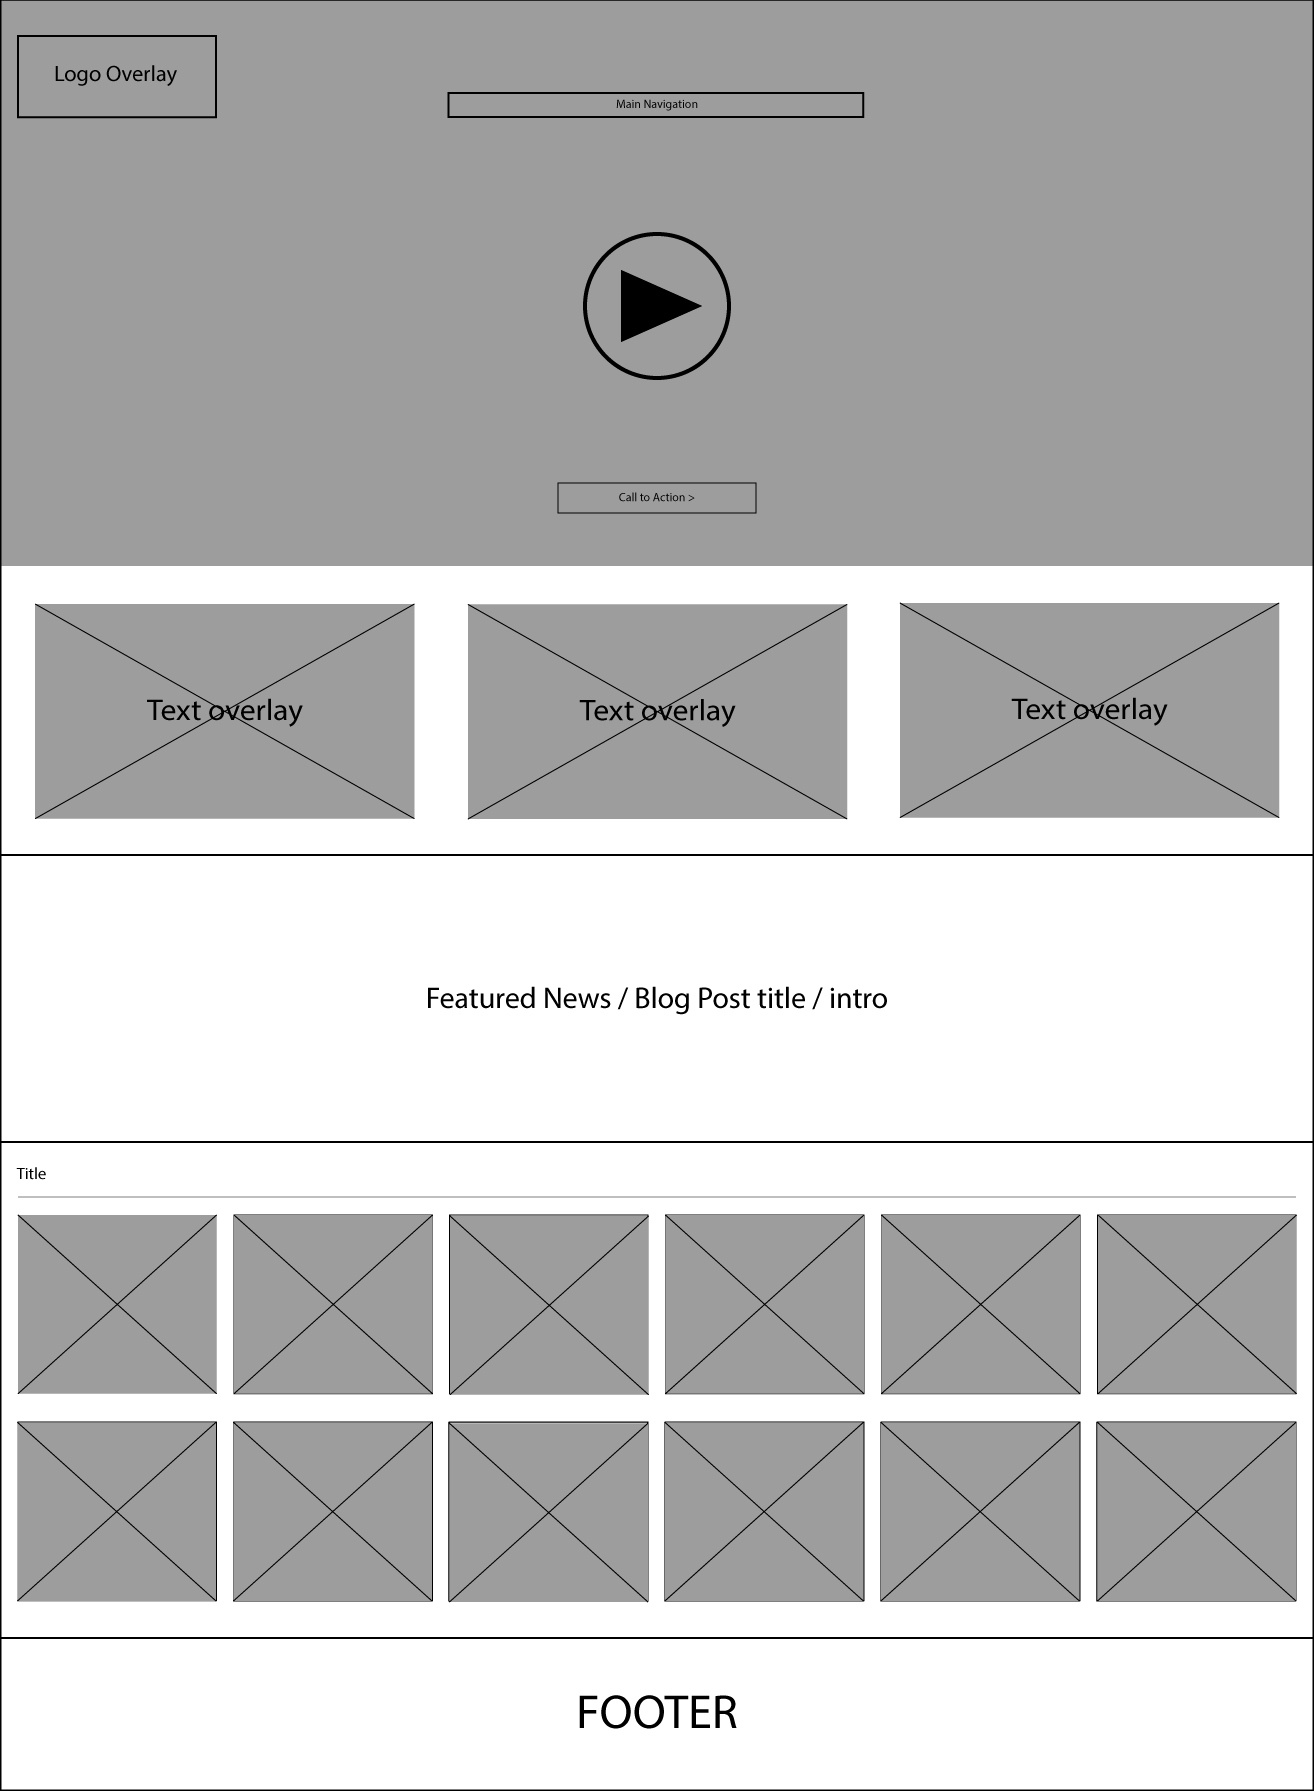 Logo Overlay
Main Navigation
Call to Action >
Text overlay
Text overlay
Text overlay
Featured News / Blog Post title / intro
Title
FOOTER